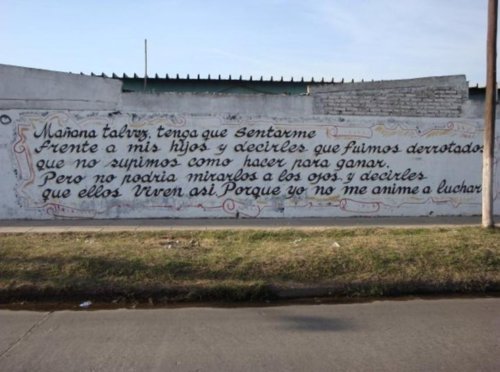 Mañana talvez, tenga que sentarme
frente a mis hijos y decirles que fuimos derrotados
que no supimos como hacer para ganar.
Pero no podria mirarlos a los ojos y decirles
que ellos viven asi. Porque yo no me anime a luchar